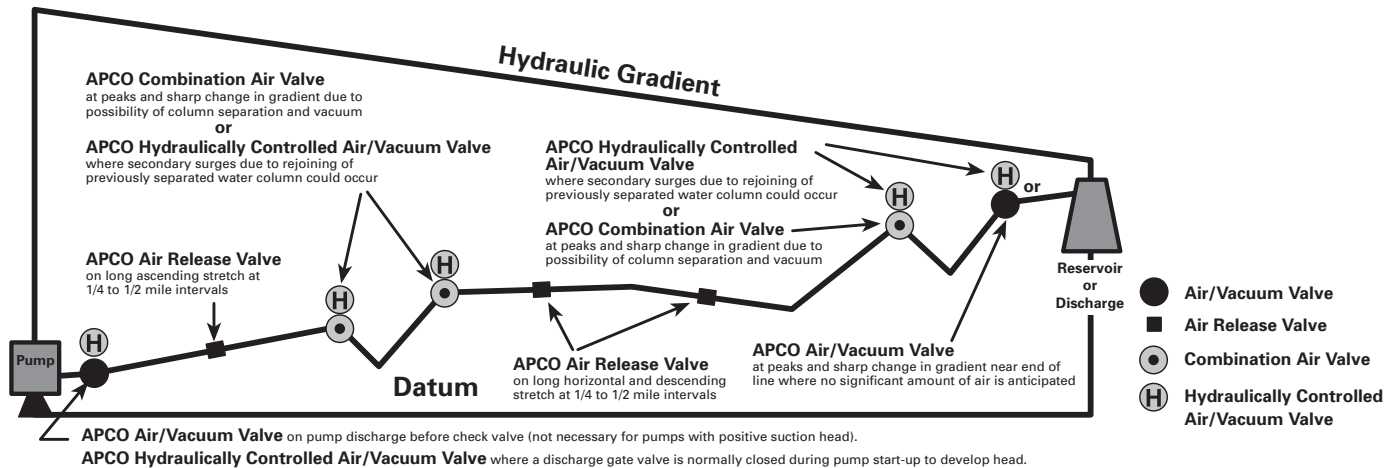 Hydraulic Gradient
APCO Combination Air Valve
at peaks and sharp change in gradient due to
possibility of column separation and vacuum
or
APCO Hydraulically Controlled Air/Vacuum Valve
where secondary surges due to rejoining of
previously separated water column could occur
APCO Hydraulically Controlled
Air/Vacuum Valve
where secondary surges due to rejoining of
previously separated water column could occur
or
APCO Combination Air Valve
at peaks and sharp change in gradient due to
possibility of column separation and vacuum
H
or
H
APCO Air Release Valve
on long ascending stretch at
1/4 to 1/2 mile intervals
H
H
H
Pump
Reservoir
or
Discharge
APCO Air Release Valve
on long horizontal and descending
stretch at 1/4 to 1/2 mile intervals
APCO Air/Vacuum Valve
at peaks and sharp change in gradient near end of
line where no significant amount of air is anticipated
Datum
Air/Vacuum Valve
Air Release Valve
Combination Air Valve
H
Hydraulically Controlled
Air/Vacuum Valve
APCO Air/Vacuum Valve on pump discharge before check valve (not necessary for pumps with positive suction head).
APCO Hydraulically Controlled Air/Vacuum Valve where a discharge gate valve is normally closed during pump start-up to develop head.